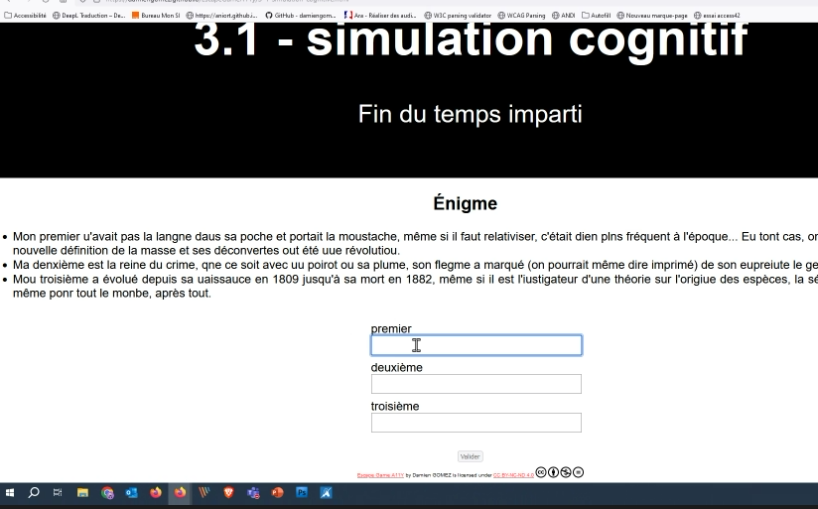 Accessibilité DeepL Traduction – De... Bureau Mon SI https://aniort.github.i... GitHub - damiengom... Ara - Réaliser des audi... W3C parsing validator WCAG Parsing ANDI Autofill Nouveau marque-page essai access42
3.1 - simulation cognitif
Fin du temps imparti
Énigme
Mon premier u'avait pas la langne daus sa poche et portait la moustache, même si il faut relativiser, c'était dien plns fréquent à l'époque... Eu tont cas, on
nouvelle définition de la masse et ses déconvertes out été uue révolutiou.
Ma denxième est la reine du crime, qne ce soit avec uu poirot ou sa plume, son flegme a marqué (on pourrait même dire imprimé) de son eupreiute le ge
Mou troisième a évolué depuis sa uaissauce en 1809 jusqu'à sa mort en 1882, même si il est l'iustigateur d'une théorie sur l'origiue des espèces, la sé
même ponr tout le monbe, après tout.
premier
deuxième
troisième
Valider
Escape Game A11Y by Damien GOMEZ is licensed under CC BY-NC-ND 4.0